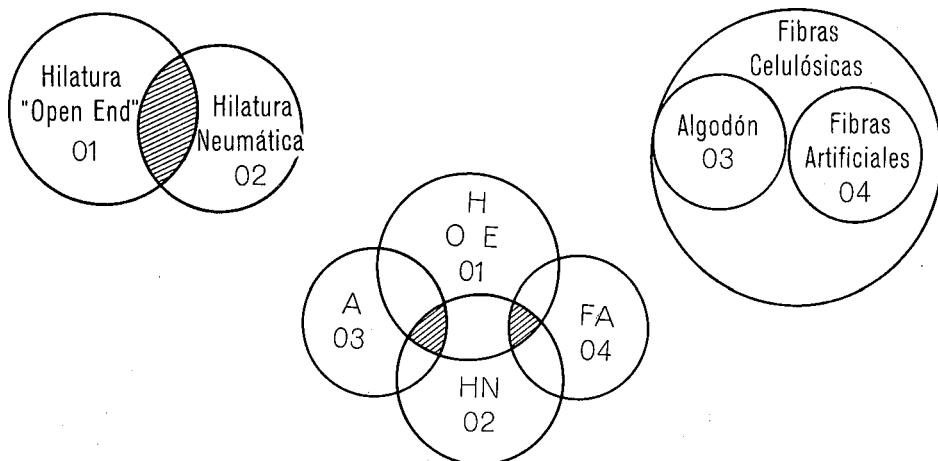 Hilatura
"Open End"
01
Hilatura
Neumática
02
Fibras
Celulósicas
Algodón
03
Fibras
Artificiales
04
H
O E
01
A
03
FA
04
HN
02